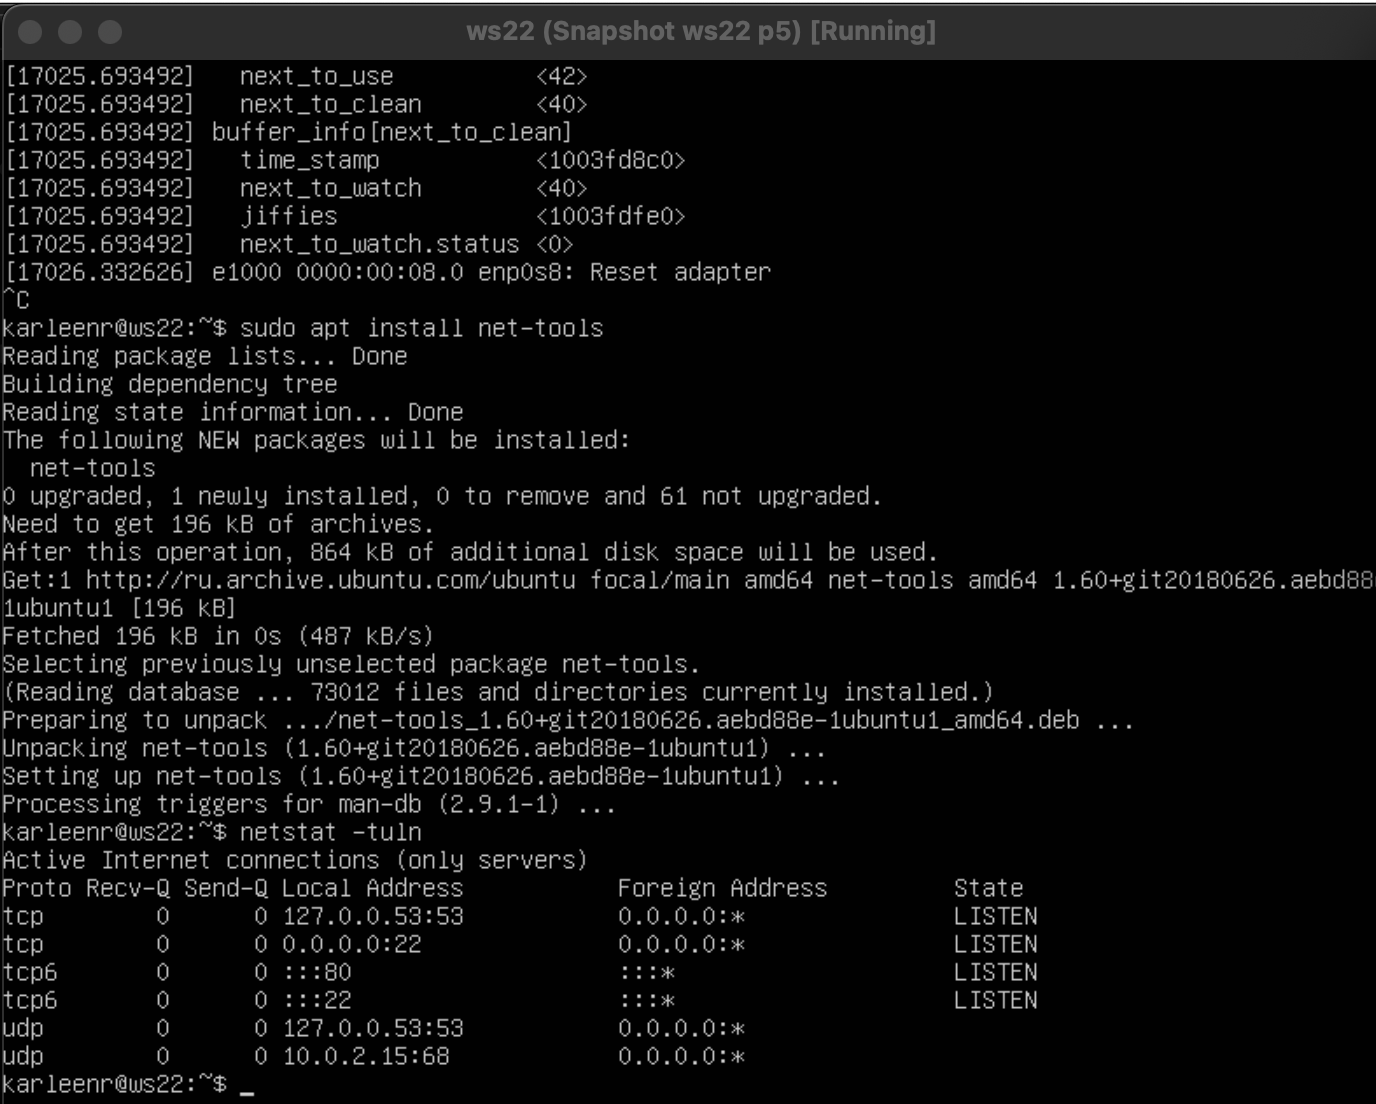 ws22 (Snapshot ws22 p5) [Running]
[17025.693492]   next_to_use          <42>
[17025.693492]   next_to_clean        <40>
[17025.693492] buffer_info[next_to_clean]
[17025.693492]   time_stamp           <1003fd8c0>
[17025.693492]   next_to_watch        <40>
[17025.693492]   jiffies              <1003fdfe0>
[17025.693492]   next_to_watch.status <0>
[17026.332626] e1000 0000:00:08.0 enp0s8: Reset adapter
^C
karleenr@ws22:~$ sudo apt install net-tools
Reading package lists... Done
Building dependency tree
Reading state information... Done
The following NEW packages will be installed:
  net-tools
0 upgraded, 1 newly installed, 0 to remove and 61 not upgraded.
Need to get 196 kB of archives.
After this operation, 864 kB of additional disk space will be used.
Get:1 http://ru.archive.ubuntu.com/ubuntu focal/main amd64 net-tools amd64 1.60+git20180626.aebd88
1ubuntu1 [196 kB]
Fetched 196 kB in 0s (487 kB/s)
Selecting previously unselected package net-tools.
(Reading database ... 73012 files and directories currently installed.)
Preparing to unpack .../net-tools_1.60+git20180626.aebd88e-1ubuntu1_amd64.deb ...
Unpacking net-tools (1.60+git20180626.aebd88e-1ubuntu1) ...
Setting up net-tools (1.60+git20180626.aebd88e-1ubuntu1) ...
Processing triggers for man-db (2.9.1-1) ...
karleenr@ws22:~$ netstat -tuln
Active Internet connections (only servers)
Proto Recv-Q Send-Q Local Address           Foreign Address         State
tcp        0      0 127.0.0.53:53           0.0.0.0:*               LISTEN
tcp        0      0 0.0.0.0:22              0.0.0.0:*               LISTEN
tcp6       0      0 :::80                   :::*                    LISTEN
tcp6       0      0 :::22                   :::*                    LISTEN
udp        0      0 127.0.0.53:53           0.0.0.0:*
udp        0      0 10.0.2.15:68            0.0.0.0:*
karleenr@ws22:~$ _